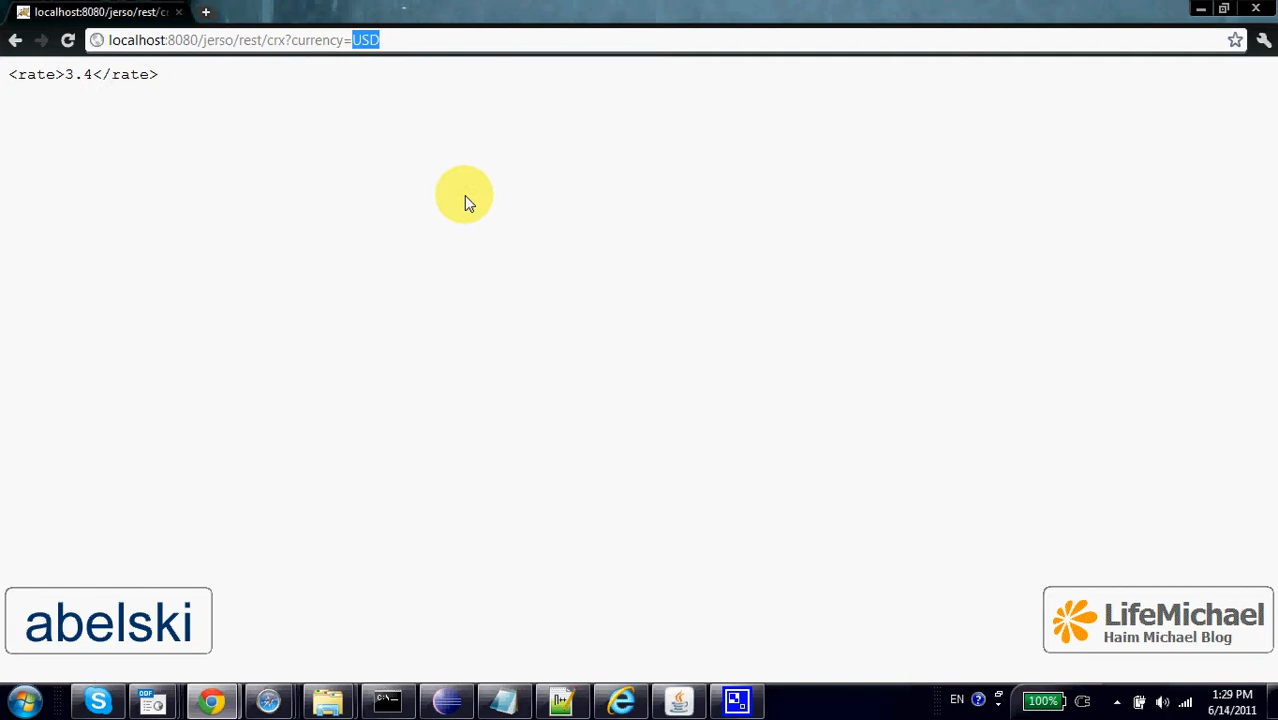 localhost:8080/jerso/rest/c
localhost:8080/jerso/rest/crx?currency=USD
<rate>3.4</rate>
abelski
LifeMichael
Haim Michael Blog
ODF
C:\
N++
EN
100%
1:29 PM
6/14/2011